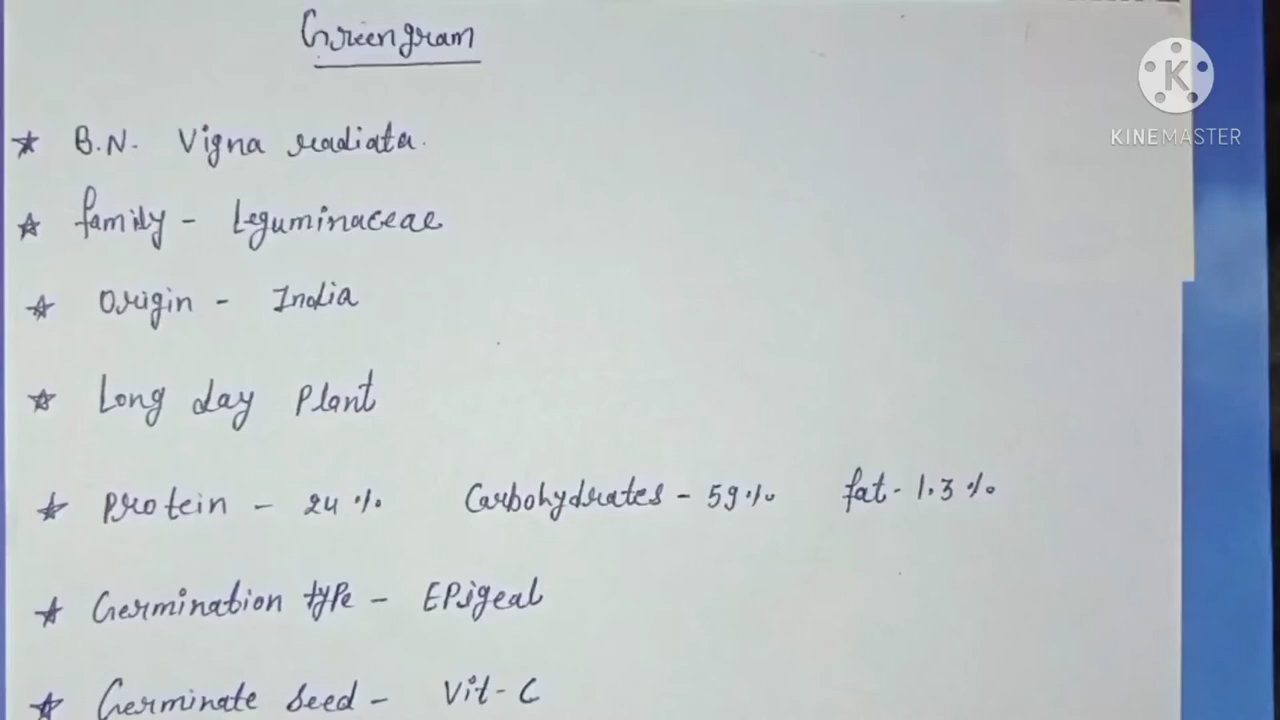 Greengram
K
KINEMASTER
★ B.N. Vigna radiata.
★ family - Leguminaceae
★ Origin - India
★ Long day Plant
★ Protein - 24% Carbohydrates - 59% fat - 1.3%
★ Germination type - EPigeal
★ Germinate seed - Vit-C